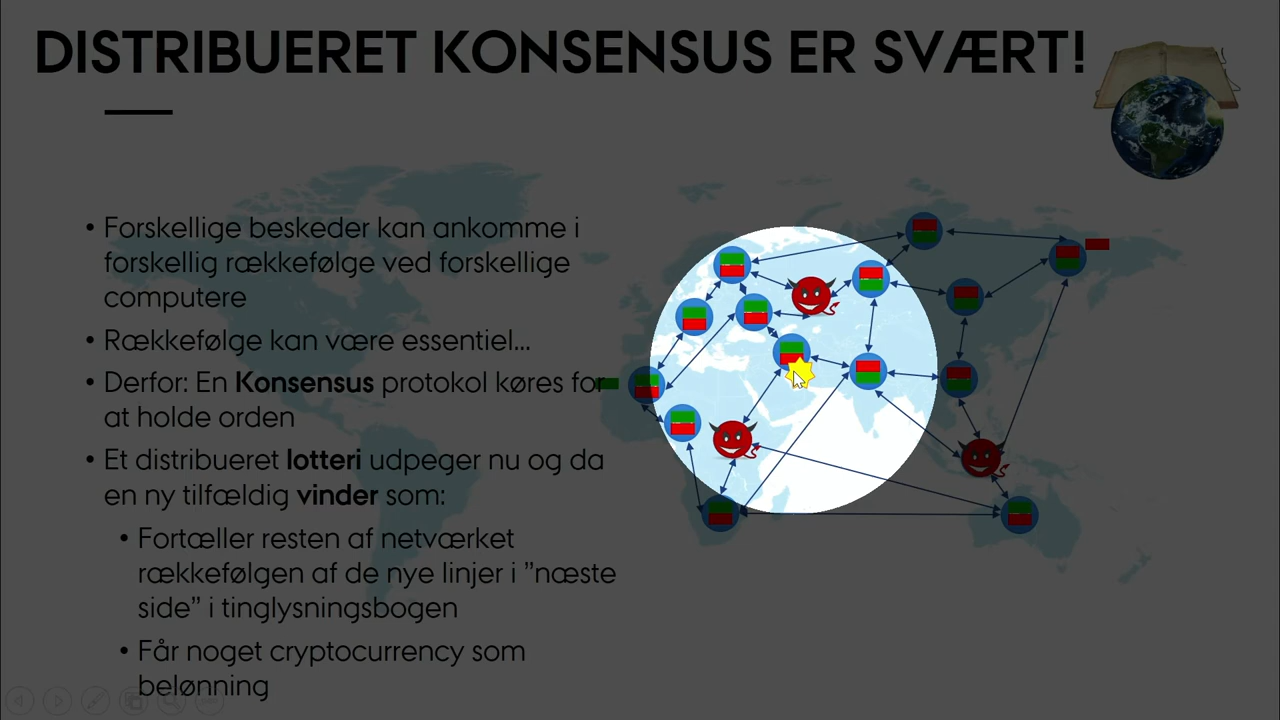 DISTRIBUERET KONSENSUS ER SVÆRT!
• Forskellige beskeder kan ankomme i
forskellig rækkefølge ved forskellige
computere
• Rækkefølge kan være essentiel...
• Derfor: En Konsensus protokol køres for
at holde orden
• Et distribueret lotteri udpeger nu og da
en ny tilfældig vinder som:
• Fortæller resten af netværket
rækkefølgen af de nye linjer i ”næste
side” i tinglysningsbogen
• Får noget cryptocurrency som
belønning